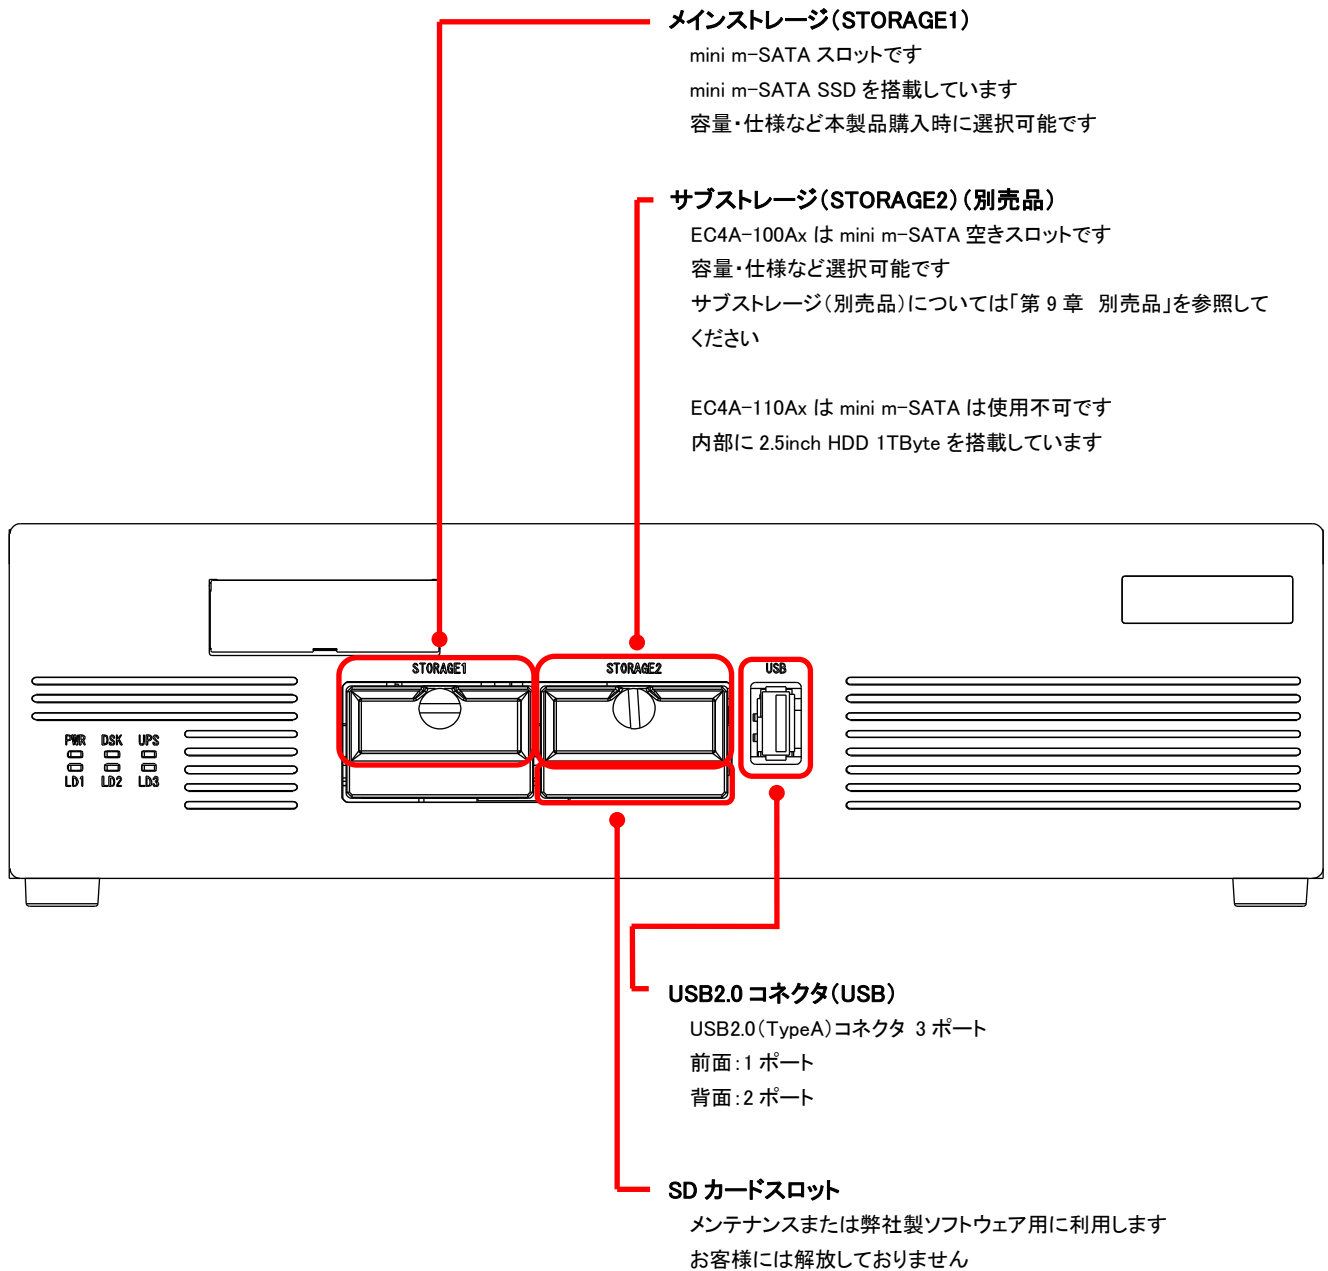 メインストレージ(STORAGE1)
mini m-SATA スロットです
mini m-SATA SSD を搭載しています
容量・仕様など本製品購入時に選択可能です
サブストレージ(STORAGE2)(別売品)
EC4A-100Ax は mini m-SATA 空きスロットです
容量・仕様など選択可能です
サブストレージ(別売品)については「第 9 章 別売品」を参照して
ください
EC4A-110Ax は mini m-SATA は使用不可です
内部に 2.5inch HDD 1TByte を搭載しています
STORAGE1 STORAGE2 USB
PWR DSK UPS
LD1 LD2 LD3
USB2.0 コネクタ(USB)
USB2.0(TypeA)コネクタ 3 ポート
前面:1 ポート
背面:2 ポート
SD カードスロット
メンテナンスまたは弊社製ソフトウェア用に利用します
お客様には解放しておりません